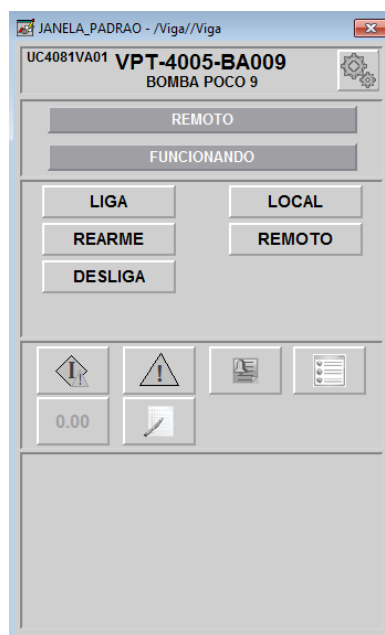 JANELA_PADRAO - /Viga//Viga
UC4081VA01 VPT-4005-BA009
BOMBA POCO 9
REMOTO
FUNCIONANDO
LIGA LOCAL
REARME REMOTO
DESLIGA
I
0.00